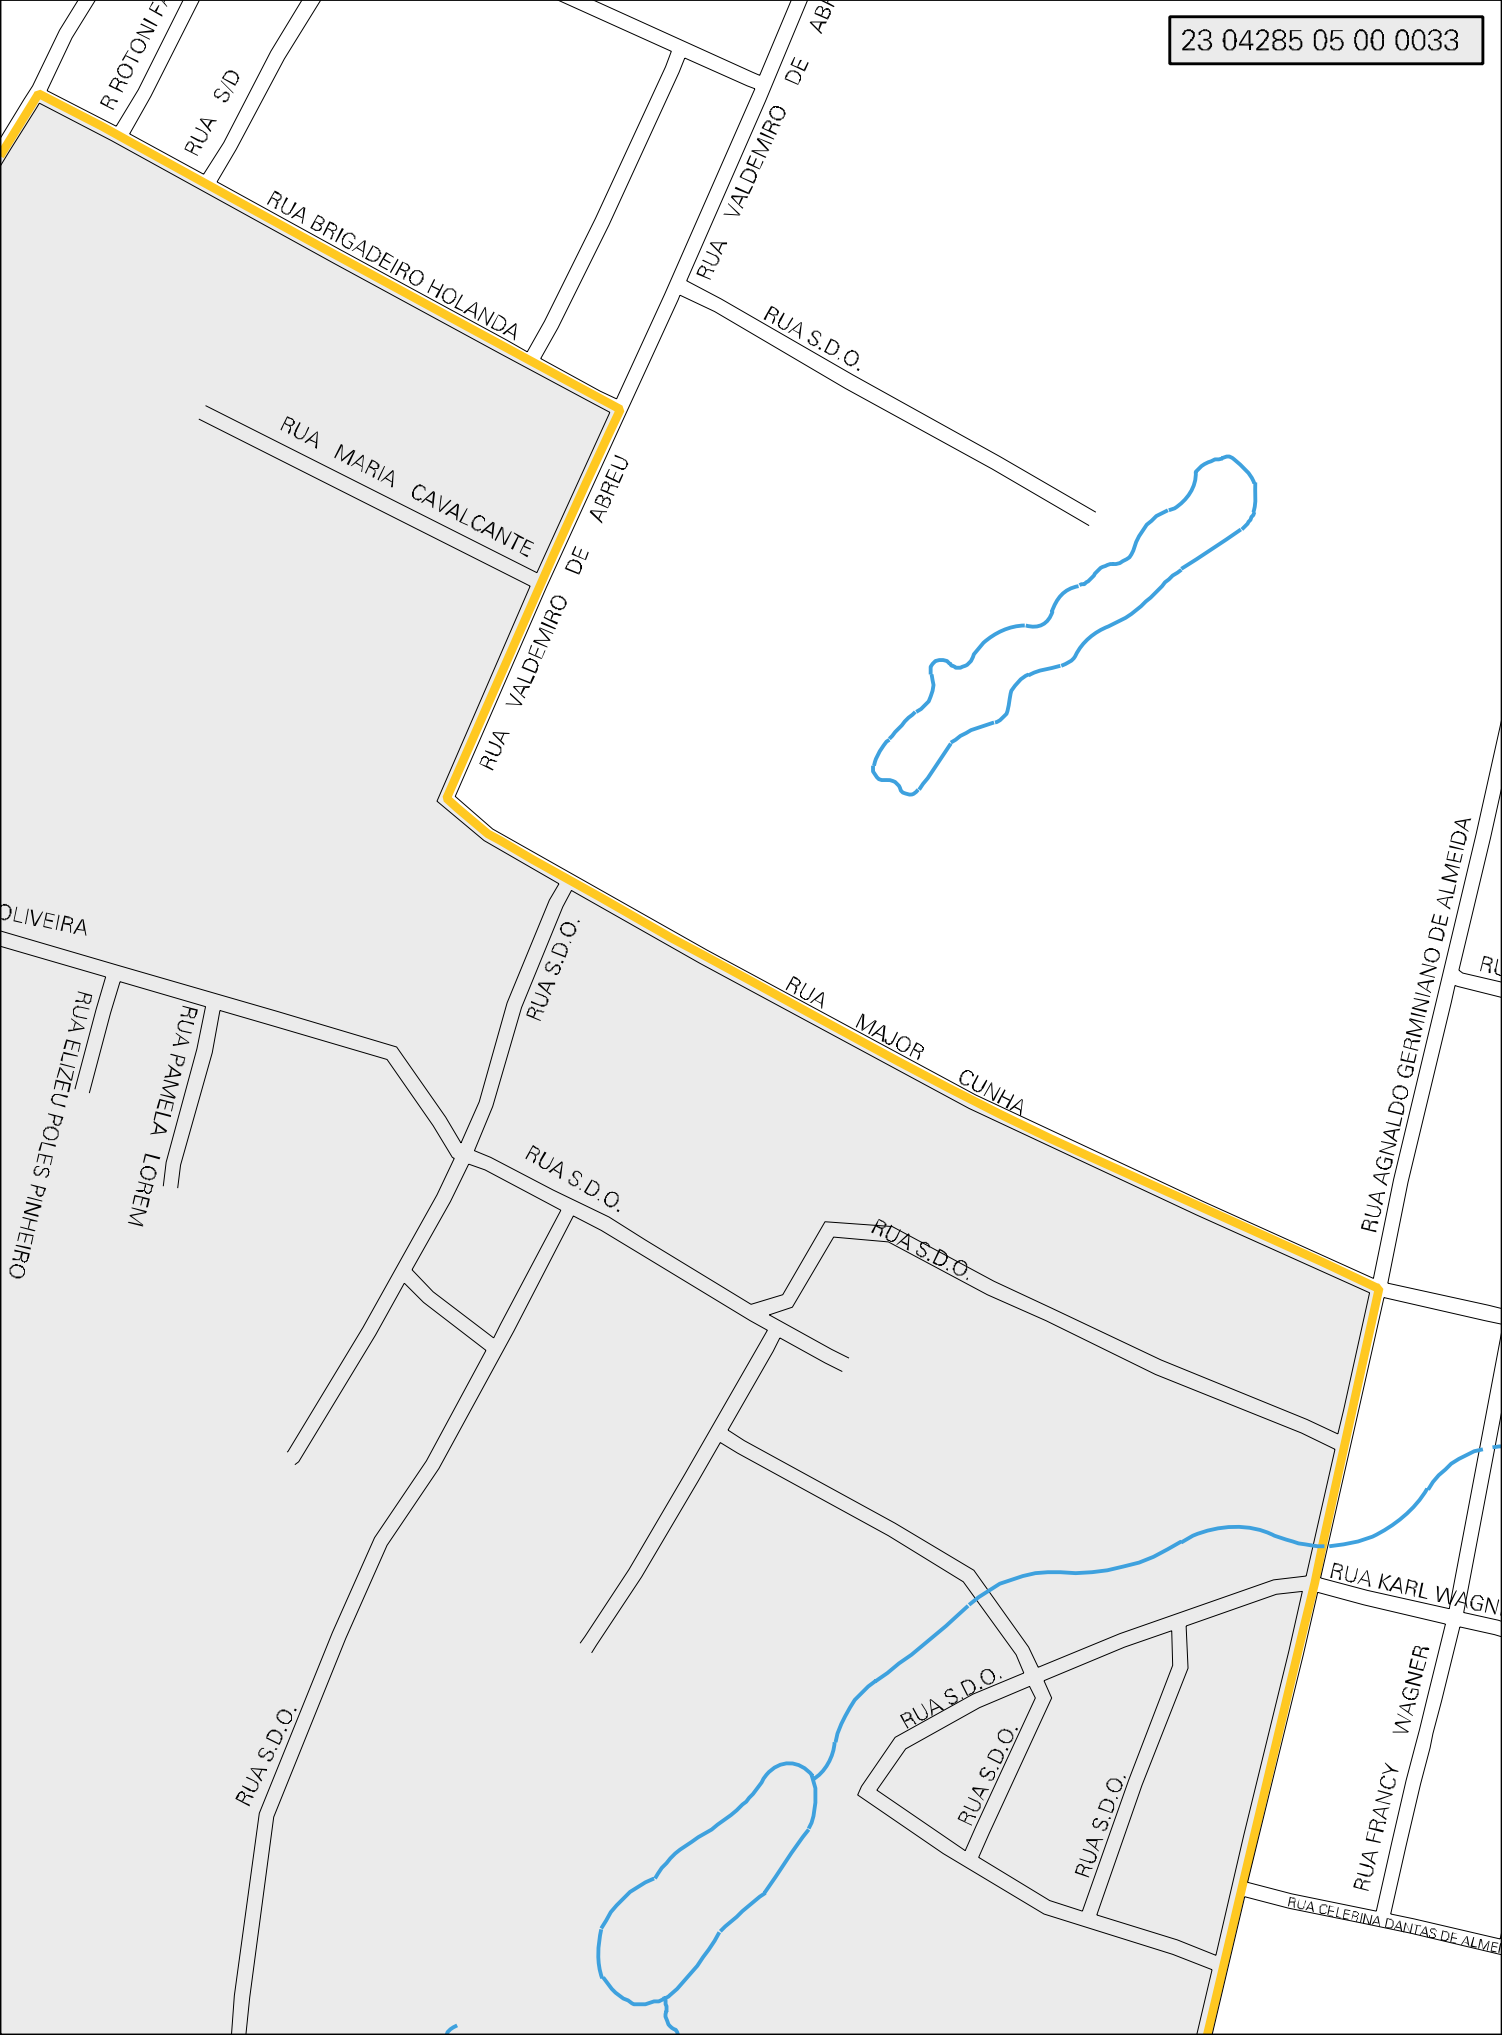 23 04285 05 00 0033
R ROTONI
RUA S/D
RUA VALDEMIRO DE
RUA BRIGADEIRO HOLANDA
RUA S.D.O.
RUA MARIA CAVALCANTE
RUA VALDEMIRO DE ABREU
OLIVEIRA
RUA S.D.O.
RUA MAJOR CUNHA
RUA AGNALDO GERMINIANO DE ALMEIDA
RUA ELIZEU POLES PINHEIRO
RUA PAMELA LOREM
RUA S.D.O.
RUA S.D.O.
RUA KARL WAGN
RUA S.D.O.
RUA S.D.O.
RUA S.D.O.
RUA S.D.O.
RUA FRANCY WAGNER
RUA CELERINA DANTAS DE ALMEI